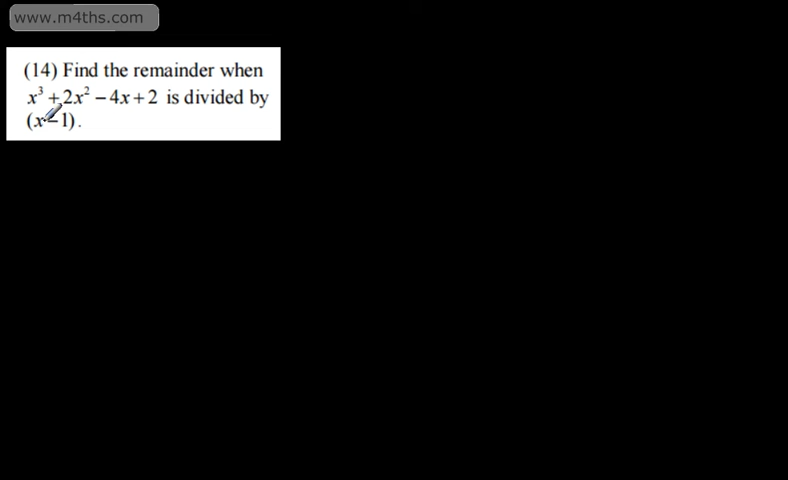 www.m4ths.com
(14) Find the remainder when
x³ + 2x² − 4x + 2 is divided by
(x − 1).